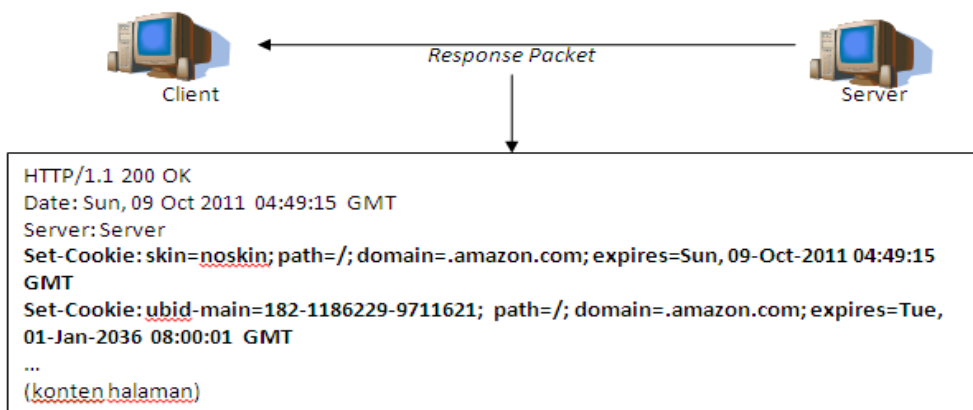 Response Packet
Client
Server
HTTP/1.1 200 OK
Date: Sun, 09 Oct 2011 04:49:15 GMT
Server: Server
Set-Cookie: skin=noskin; path=/; domain=.amazon.com; expires=Sun, 09-Oct-2011 04:49:15
GMT
Set-Cookie: ubid-main=182-1186229-9711621; path=/; domain=.amazon.com; expires=Tue,
01-Jan-2036 08:00:01 GMT
...
(konten halaman)